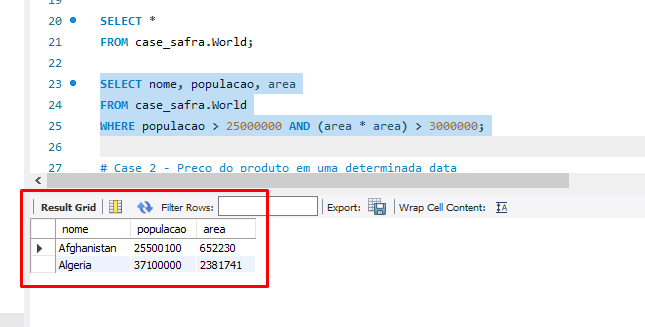 20 SELECT *
21 FROM case_safra.World;
22
23 SELECT nome, populacao, area
24 FROM case_safra.World
25 WHERE populacao > 25000000 AND (area * area) > 3000000;
26
27 # Case 2 - Preco do produto em uma determinada data
Result Grid Filter Rows: Export: Wrap Cell Content: IA
nome populacao area
Afghanistan 25500100 652230
Algeria 37100000 2381741